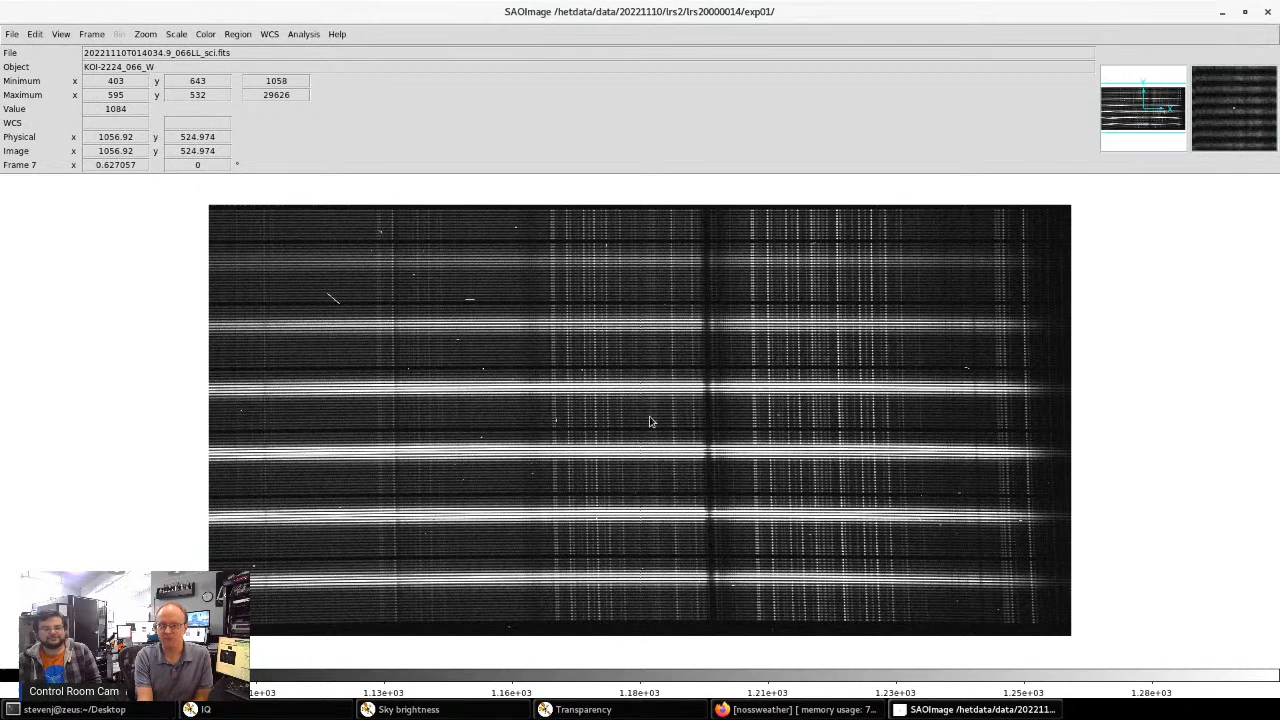 SAOImage /hetdata/data/20221110/lrs2/lrs20000014/exp01/
File Edit View Frame Bin Zoom Scale Color Region WCS Analysis Help
File 20221110T014034.9_066LL_sci.fits
Object KOI-2224_066_W
Minimum x 403 y 643 1058
Maximum x 595 y 532 29626
Value 1084
WCS
Physical x 1056.92 y 524.974
Image x 1056.92 y 524.974
Frame 7 x 0.627057 0 °
Y
X
Control Room Cam
1.13e+03 1.16e+03 1.18e+03 1.21e+03 1.23e+03 1.25e+03 1.28e+03
stevenj@zeus:~/Desktop IQ Sky brightness Transparency [nossweather] [ memory usage: 7... SAOImage /hetdata/data/202211...